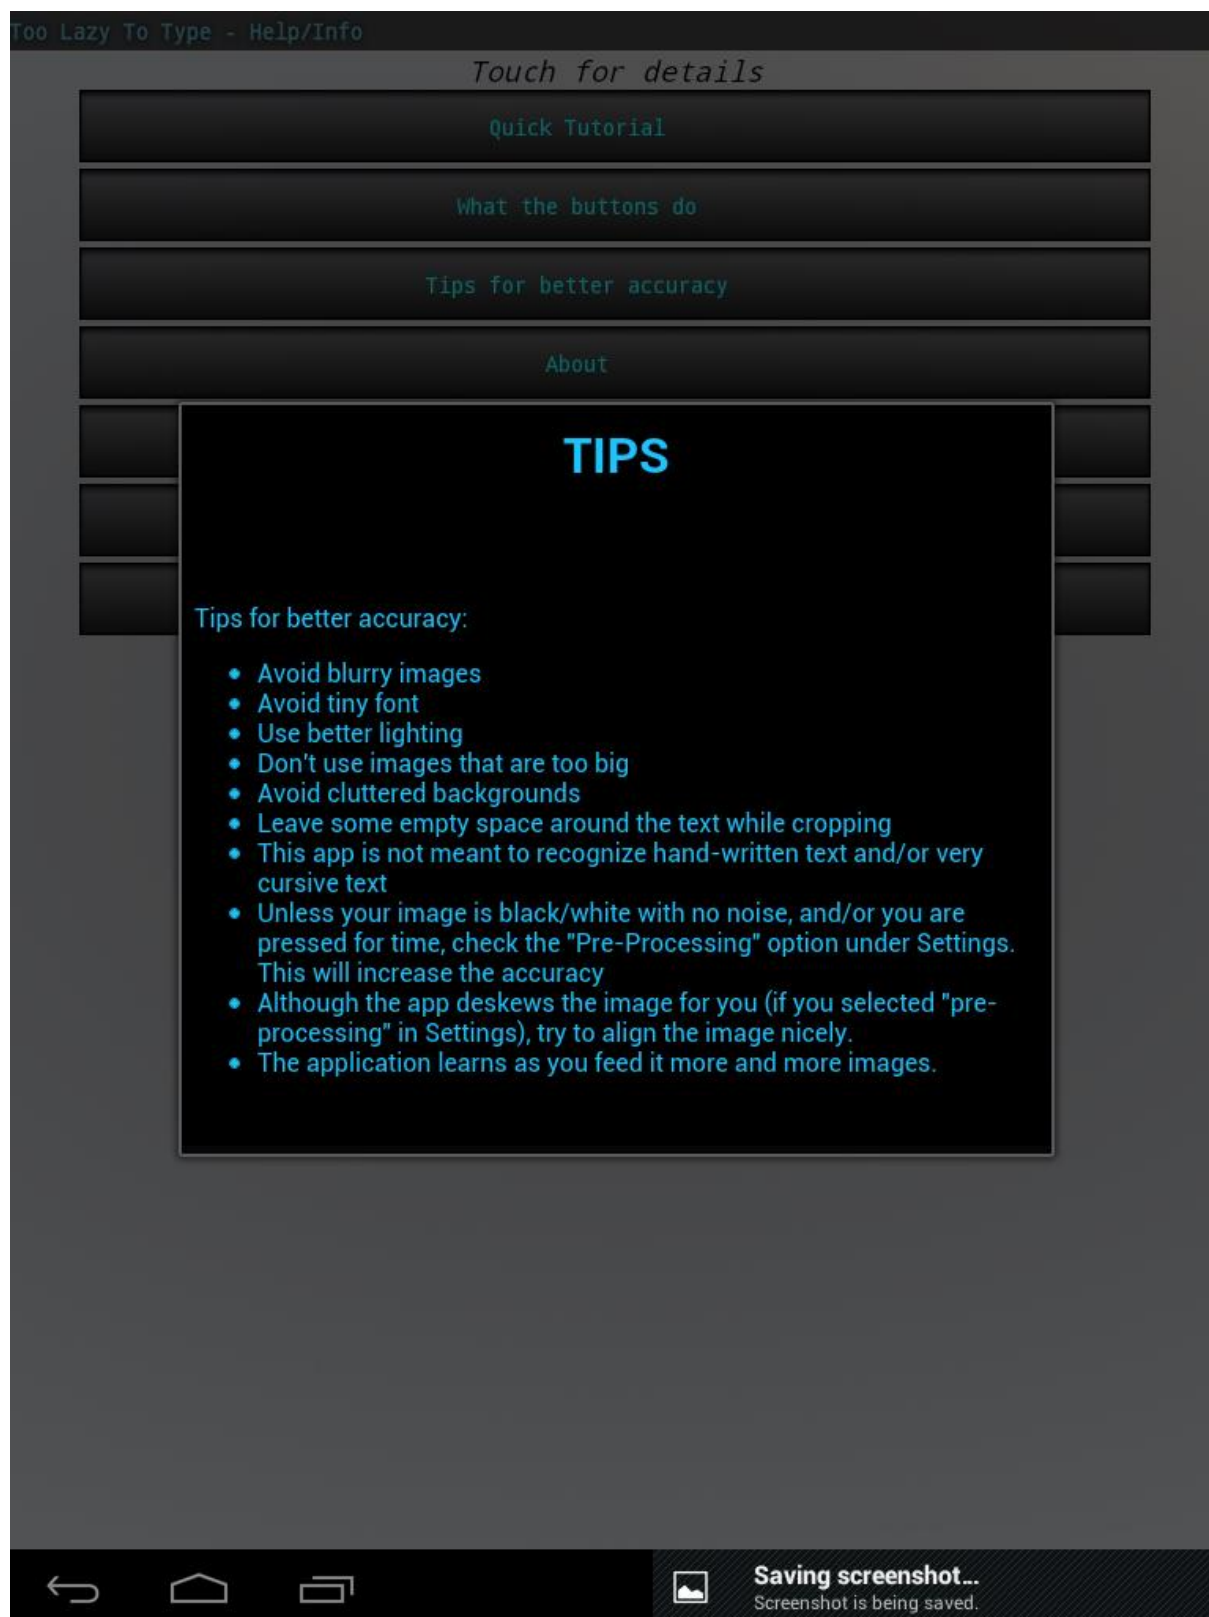 Too Lazy To Type - Help/Info
Touch for details
Quick Tutorial
What the buttons do
Tips for better accuracy
About
TIPS
Tips for better accuracy:
• Avoid blurry images
• Avoid tiny font
• Use better lighting
• Don't use images that are too big
• Avoid cluttered backgrounds
• Leave some empty space around the text while cropping
• This app is not meant to recognize hand-written text and/or very
cursive text
• Unless your image is black/white with no noise, and/or you are
pressed for time, check the "Pre-Processing" option under Settings.
This will increase the accuracy
• Although the app deskews the image for you (if you selected "pre-
processing" in Settings), try to align the image nicely.
• The application learns as you feed it more and more images.
Saving screenshot...
Screenshot is being saved.